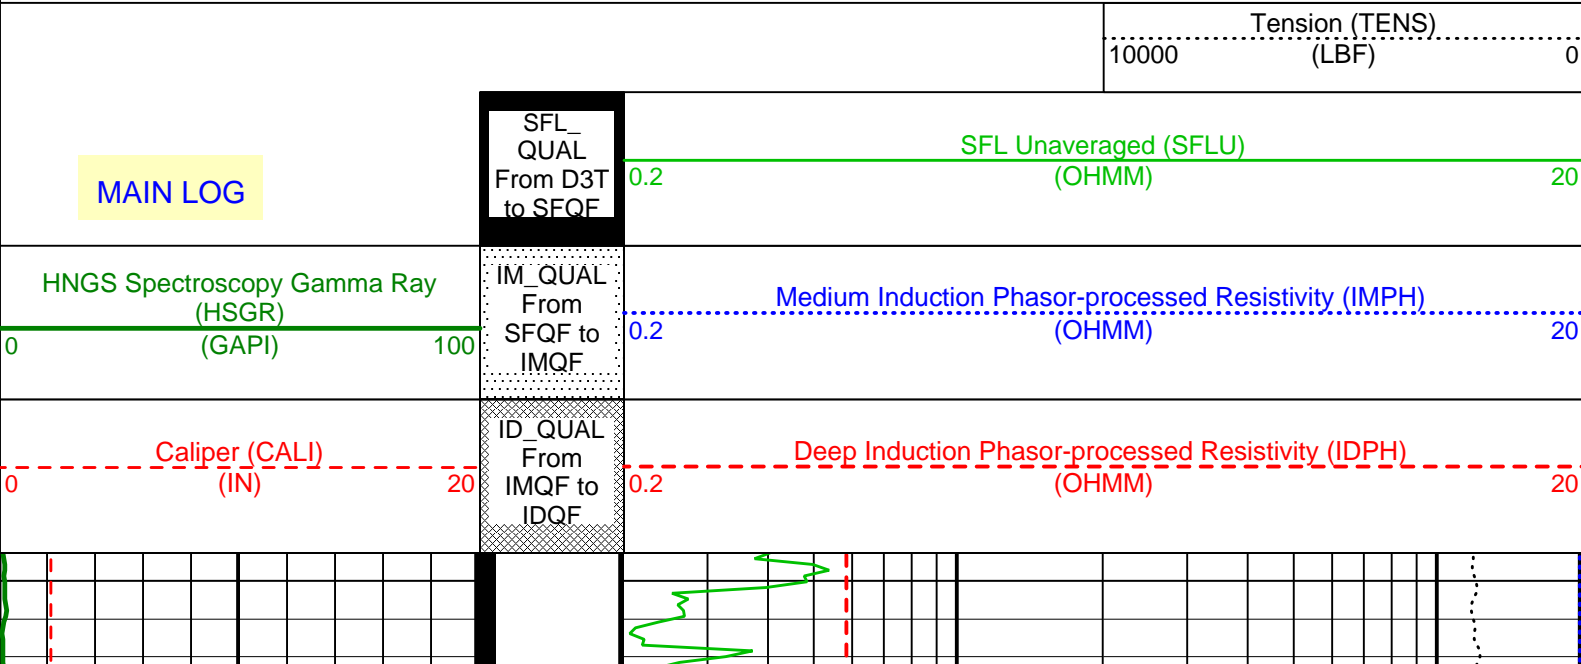 Tension (TENS)
10000 (LBF) 0
SFL_
QUAL
From D3T
to SFQF
SFL Unaveraged (SFLU)
0.2 (OHMM) 20
MAIN LOG
HNGS Spectroscopy Gamma Ray
(HSGR)
0 (GAPI) 100
IM_QUAL
From
SFQF to
IMQF
Medium Induction Phasor-processed Resistivity (IMPH)
0.2 (OHMM) 20
Caliper (CALI)
0 (IN) 20
ID_QUAL
From
IMQF to
IDQF
Deep Induction Phasor-processed Resistivity (IDPH)
0.2 (OHMM) 20